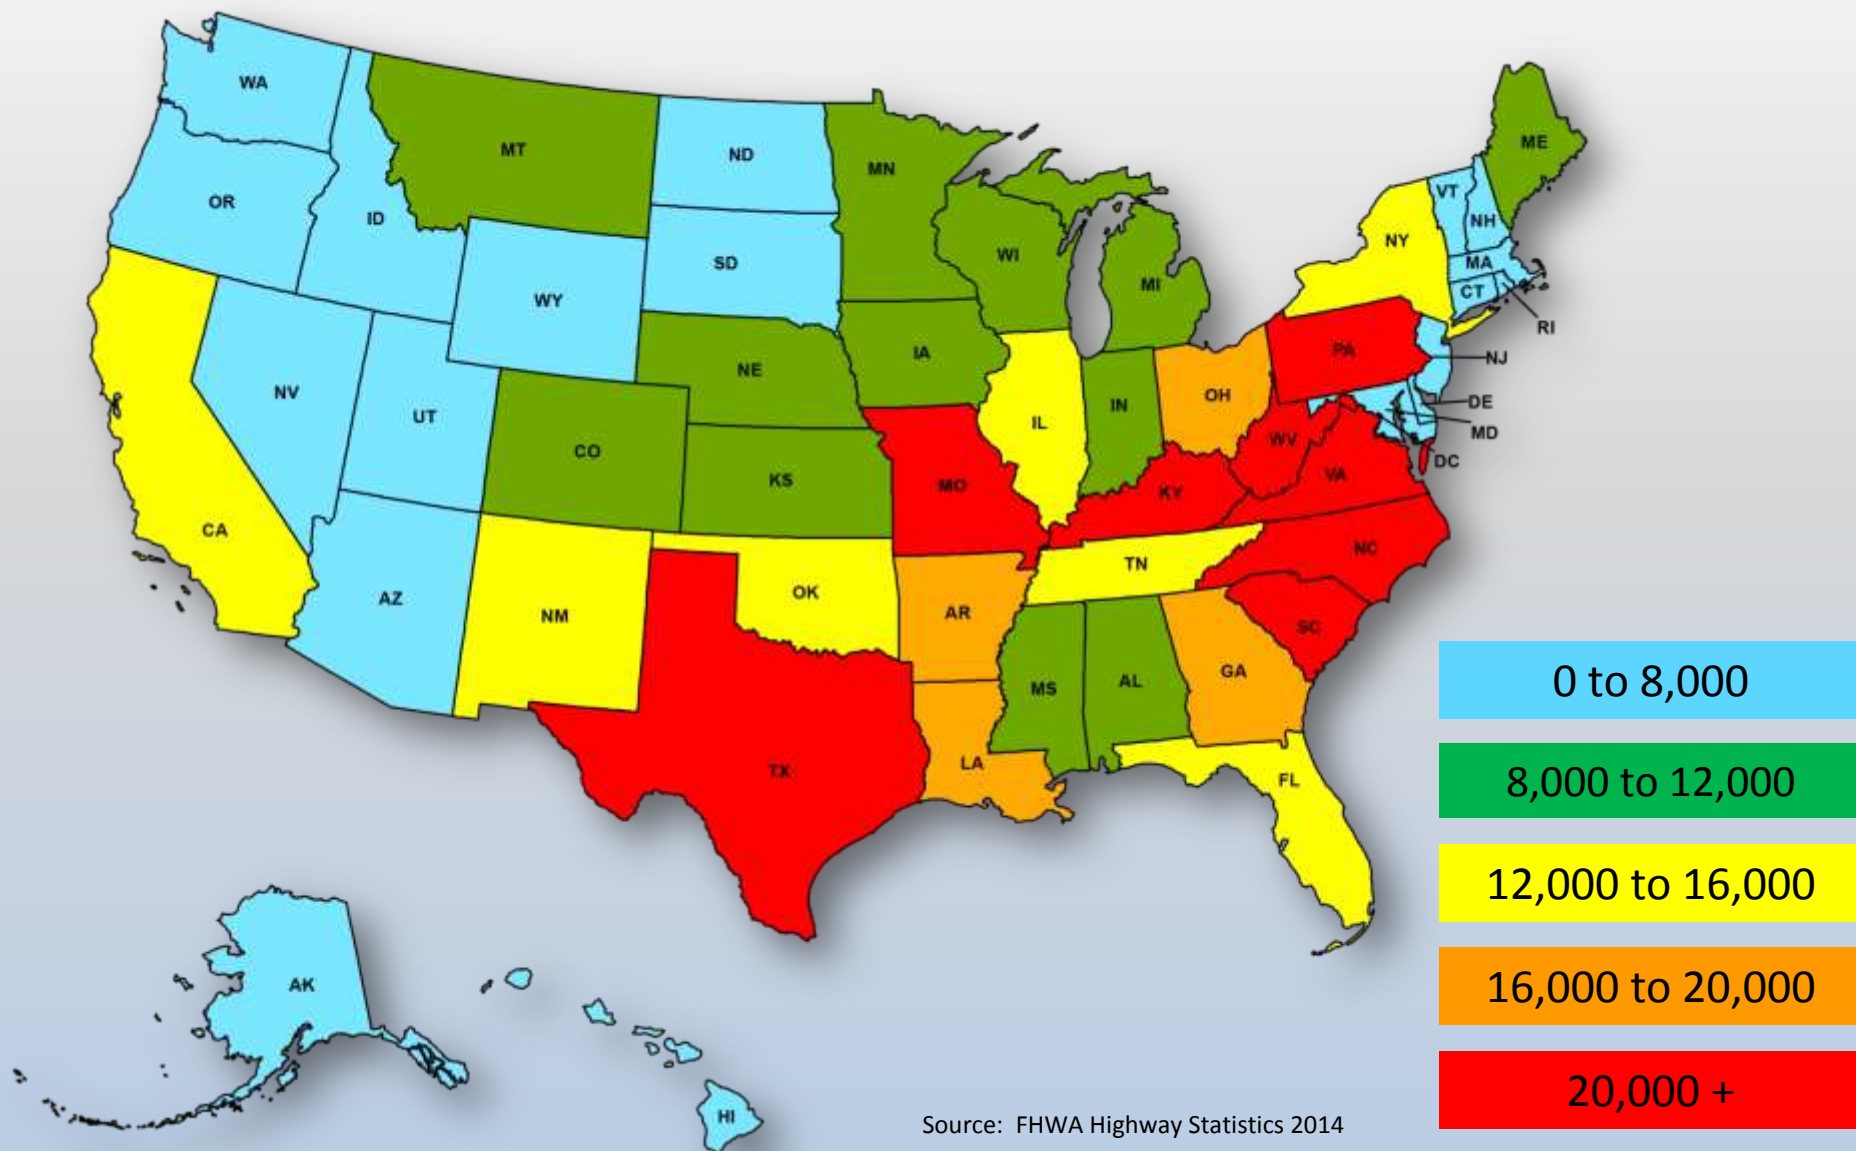 WA
MT
ND
MN
ME
OR
ID
VT
NH
NY
WI
MA
SD
MI
CT
WY
RI
IA
PA
NJ
NE
NV
UT
OH
IN
DE
IL
MD
WV
CO
DC
KS
MO
KY
VA
CA
NC
TN
OK
AZ
AR
NM
SC
GA
MS
AL
0 to 8,000
LA
TX
FL
8,000 to 12,000
12,000 to 16,000
AK
16,000 to 20,000
20,000 +
HI
Source: FHWA Highway Statistics 2014